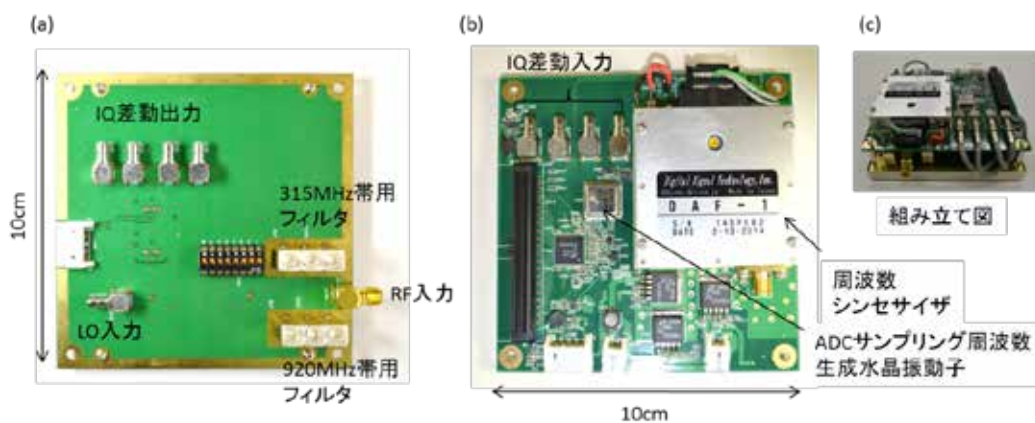 (a)
10cm
IQ差動出力
315MHz帯用
フィルタ
RF入力
LO入力
920MHz帯用
フィルタ
(b)
IQ差動入力
Digital Signal Technology, Inc.
DAF-1
S/N
DATE
10cm
周波数
シンセサイザ
ADCサンプリング周波数
生成水晶振動子
(c)
組み立て図